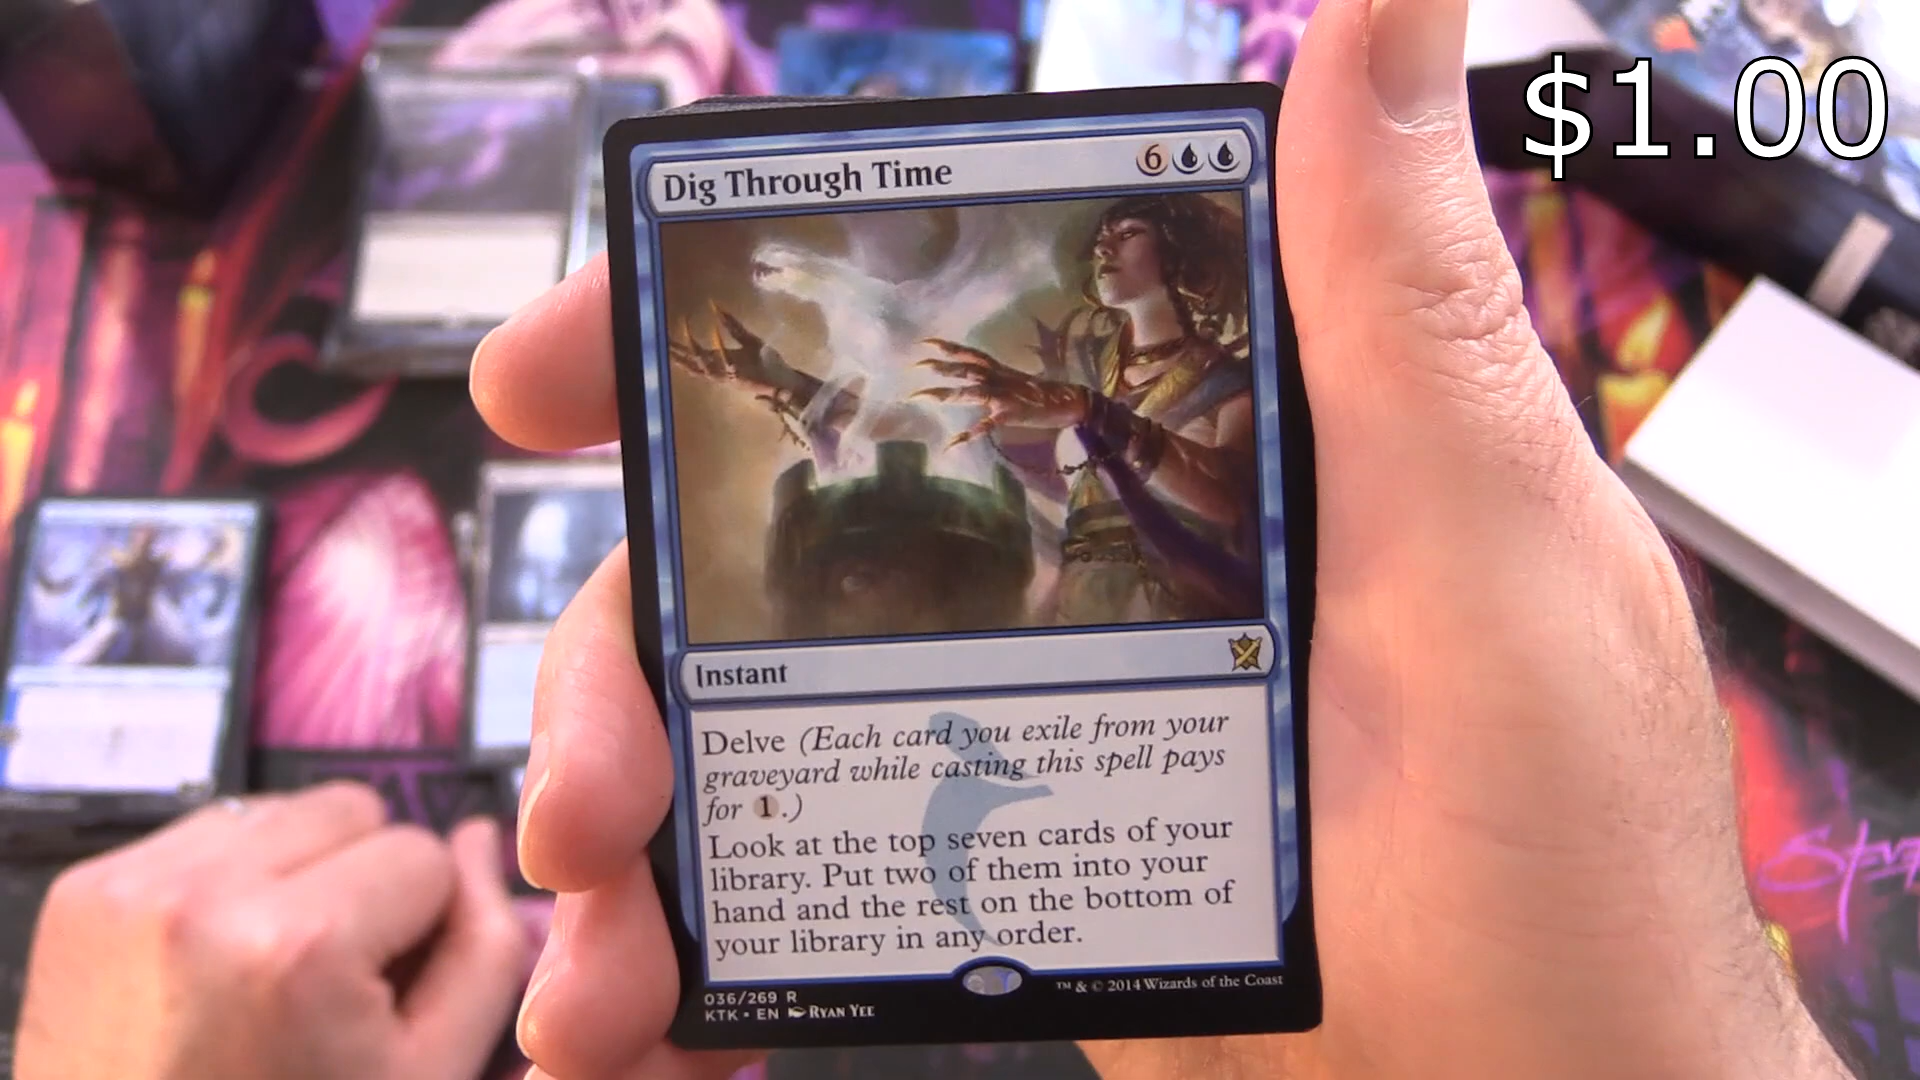 $1.00
Dig Through Time 6
Instant
Delve (Each card you exile from your
graveyard while casting this spell pays
for 1.)
Look at the top seven cards of your
library. Put two of them into your
hand and the rest on the bottom of
your library in any order.
036/269 R
KTK • EN Ryan Yee
™ & © 2014 Wizards of the Coast